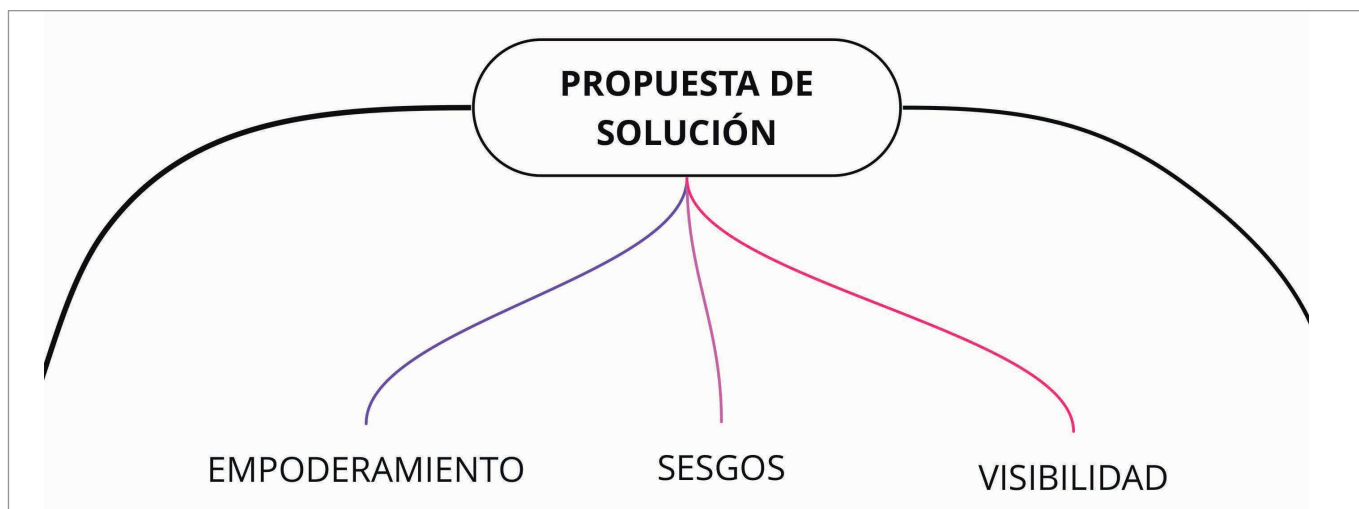 PROPUESTA DE
SOLUCIÓN
EMPODERAMIENTO
SESGOS
VISIBILIDAD